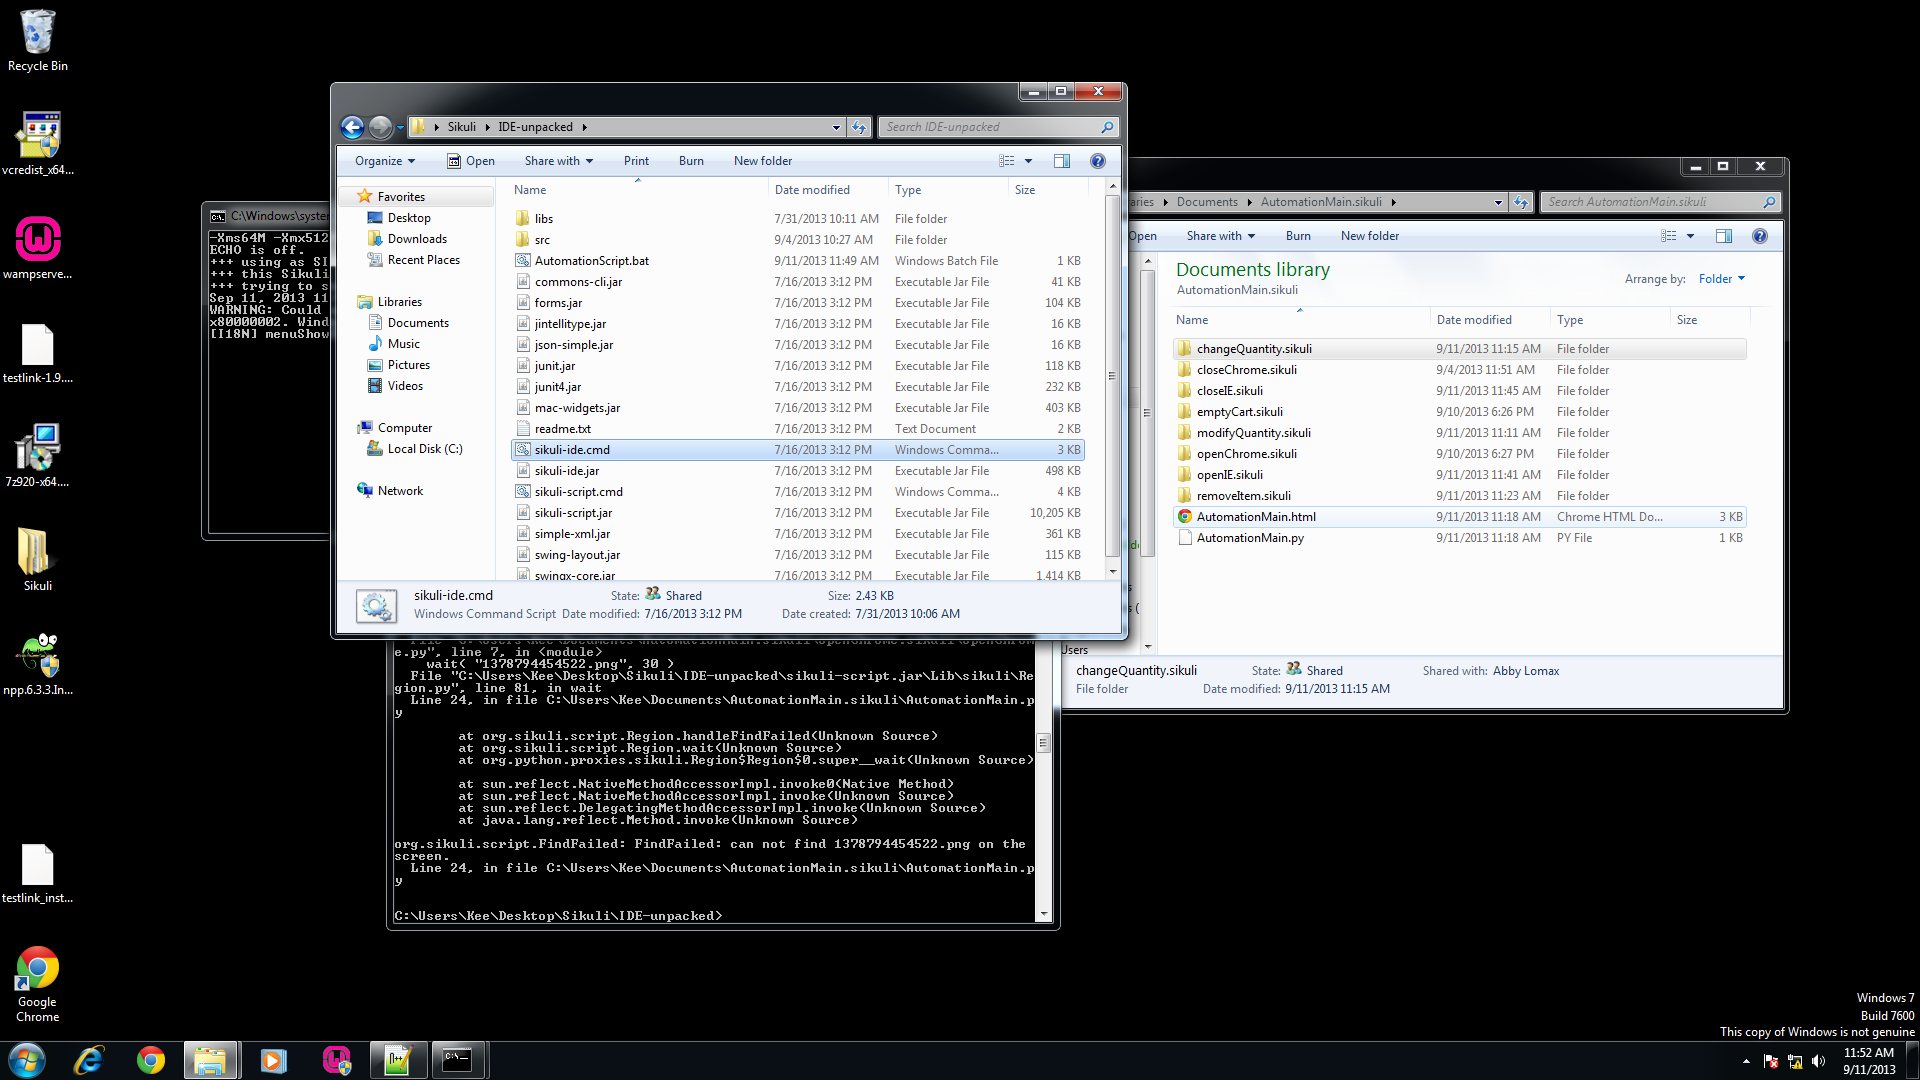 Recycle Bin
vcredist_x64...
wampserve...
testlink-1.9....
7z920-x64....
Sikuli
npp.6.3.3.In...
testlink_inst...
Google
Chrome
C:\Windows\syster
-Xms64M -Xmx512
ECHO is off.
+++ using as SI
+++ this Sikuli
+++ trying to s
Sep 11, 2013 11
WARNING: Could
x80000002. Wind
[I18N] menuShow
Sikuli
IDE-unpacked
Search IDE-unpacked
Organize
Open
Share with
Print
Burn
New folder
Favorites
Desktop
Downloads
Recent Places
Libraries
Documents
Music
Pictures
Videos
Computer
Local Disk (C:)
Network
Name Date modified Type Size
libs 7/31/2013 10:11 AM File folder
src 9/4/2013 10:27 AM File folder
AutomationScript.bat 9/11/2013 11:49 AM Windows Batch File 1 KB
commons-cli.jar 7/16/2013 3:12 PM Executable Jar File 41 KB
forms.jar 7/16/2013 3:12 PM Executable Jar File 104 KB
jintellitype.jar 7/16/2013 3:12 PM Executable Jar File 16 KB
json-simple.jar 7/16/2013 3:12 PM Executable Jar File 16 KB
junit.jar 7/16/2013 3:12 PM Executable Jar File 118 KB
junit4.jar 7/16/2013 3:12 PM Executable Jar File 232 KB
mac-widgets.jar 7/16/2013 3:12 PM Executable Jar File 403 KB
readme.txt 7/16/2013 3:12 PM Text Document 2 KB
sikuli-ide.cmd 7/16/2013 3:12 PM Windows Comma... 3 KB
sikuli-ide.jar 7/16/2013 3:12 PM Executable Jar File 498 KB
sikuli-script.cmd 7/16/2013 3:12 PM Windows Comma... 4 KB
sikuli-script.jar 7/16/2013 3:12 PM Executable Jar File 10,205 KB
simple-xml.jar 7/16/2013 3:12 PM Executable Jar File 361 KB
swing-layout.jar 7/16/2013 3:12 PM Executable Jar File 115 KB
swingx-core.jar 7/16/2013 3:12 PM Executable Jar File 1,414 KB
sikuli-ide.cmd State: Shared Size: 2.43 KB
Windows Command Script Date modified: 7/16/2013 3:12 PM Date created: 7/31/2013 10:06 AM
raries
Documents
AutomationMain.sikuli
Search AutomationMain.sikuli
Open
Share with
Burn
New folder
Documents library
AutomationMain.sikuli
Arrange by: Folder
Name Date modified Type Size
changeQuantity.sikuli 9/11/2013 11:15 AM File folder
closeChrome.sikuli 9/4/2013 11:51 AM File folder
closeIE.sikuli 9/11/2013 11:45 AM File folder
emptyCart.sikuli 9/10/2013 6:26 PM File folder
modifyQuantity.sikuli 9/11/2013 11:11 AM File folder
openChrome.sikuli 9/10/2013 6:27 PM File folder
openIE.sikuli 9/11/2013 11:41 AM File folder
removeItem.sikuli 9/11/2013 11:23 AM File folder
AutomationMain.html 9/11/2013 11:18 AM Chrome HTML Do... 3 KB
AutomationMain.py 9/11/2013 11:18 AM PY File 1 KB
Users
changeQuantity.sikuli State: Shared Shared with: Abby Lomax
File folder Date modified: 9/11/2013 11:15 AM
e.py", line 7, in <module>
wait( "1378794454522.png", 30 )
File "C:\Users\Kee\Desktop\Sikuli\IDE-unpacked\sikuli-script.jar\Lib\sikuli\Re
gion.py", line 81, in wait
Line 24, in file C:\Users\Kee\Documents\AutomationMain.sikuli\AutomationMain.p
y
at org.sikuli.script.Region.handleFindFailed(Unknown Source)
at org.sikuli.script.Region.wait(Unknown Source)
at org.python.proxies.sikuli.Region$Region$0.super__wait(Unknown Source)
at sun.reflect.NativeMethodAccessorImpl.invoke0(Native Method)
at sun.reflect.NativeMethodAccessorImpl.invoke(Unknown Source)
at sun.reflect.DelegatingMethodAccessorImpl.invoke(Unknown Source)
at java.lang.reflect.Method.invoke(Unknown Source)
org.sikuli.script.FindFailed: FindFailed: can not find 1378794454522.png on the
screen.
Line 24, in file C:\Users\Kee\Documents\AutomationMain.sikuli\AutomationMain.p
y
C:\Users\Kee\Desktop\Sikuli\IDE-unpacked>
Windows 7
Build 7600
This copy of Windows is not genuine
11:52 AM
9/11/2013